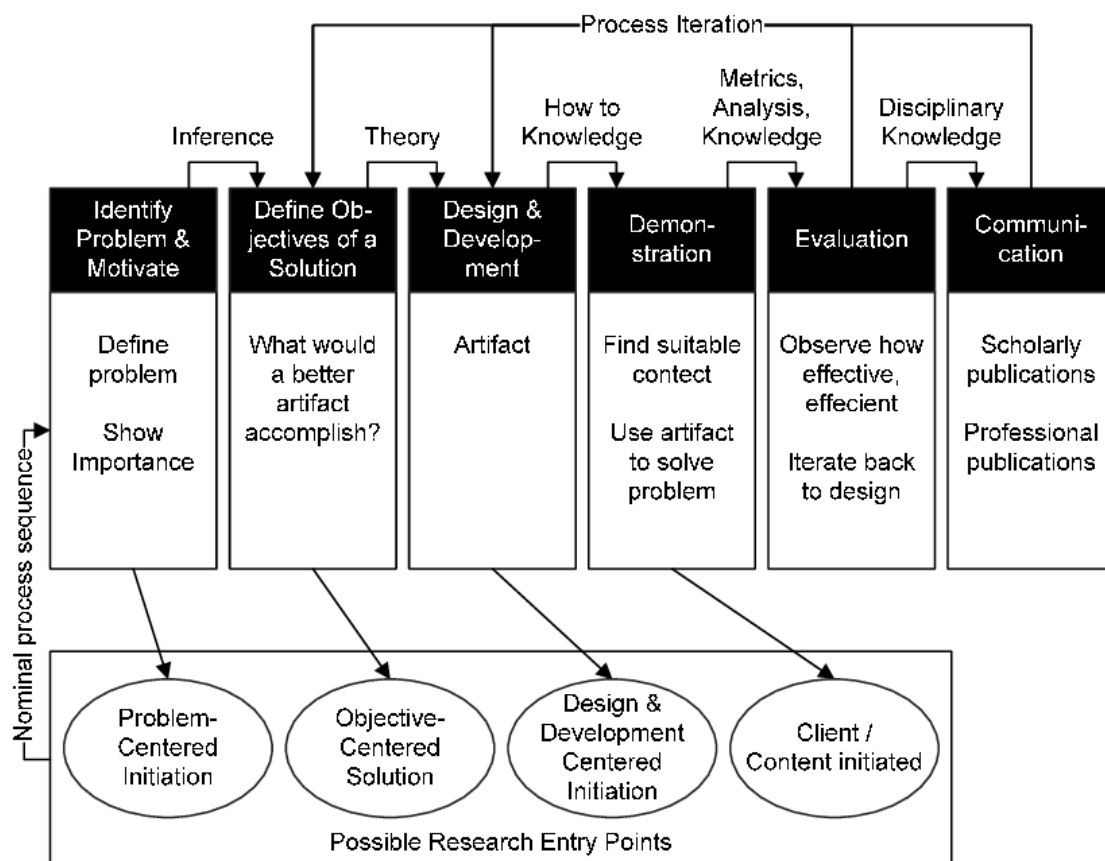 Process Iteration
Inference
Theory
How to
Knowledge
Metrics,
Analysis,
Knowledge
Disciplinary
Knowledge
Identify
Problem &
Motivate
Define Ob-
jectives of a
Solution
Design &
Develop-
ment
Demon-
stration
Evaluation
Communi-
cation
Define
problem
Show
Importance
What would
a better
artifact
accomplish?
Artifact
Find suitable
contect
Use artifact
to solve
problem
Observe how
effective,
effecient
Iterate back
to design
Scholarly
publications
Professional
publications
Nominal process sequence
Problem-
Centered
Initiation
Objective-
Centered
Solution
Design &
Development
Centered
Initiation
Client /
Content initiated
Possible Research Entry Points